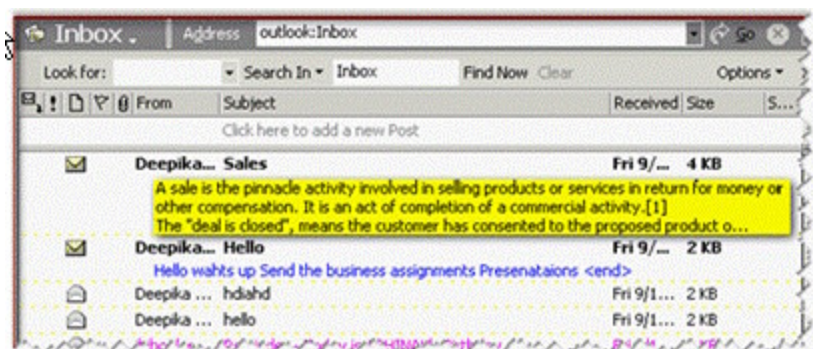 Inbox .
Address outlook:Inbox Go
Look for: Search In Inbox Find Now Clear Options
! From Subject Received Size S...
Click here to add a new Post
Deepika... Sales Fri 9/... 4 KB
A sale is the pinnacle activity involved in selling products or services in return for money or
other compensation. It is an act of completion of a commercial activity.[1]
The "deal is closed", means the customer has consented to the proposed product o...
Deepika... Hello Fri 9/... 2 KB
Hello wahts up Send the business assignments Presenataions <end>
Deepika ... hdiahd Fri 9/1... 2 KB
Deepika ... hello Fri 9/1... 2 KB